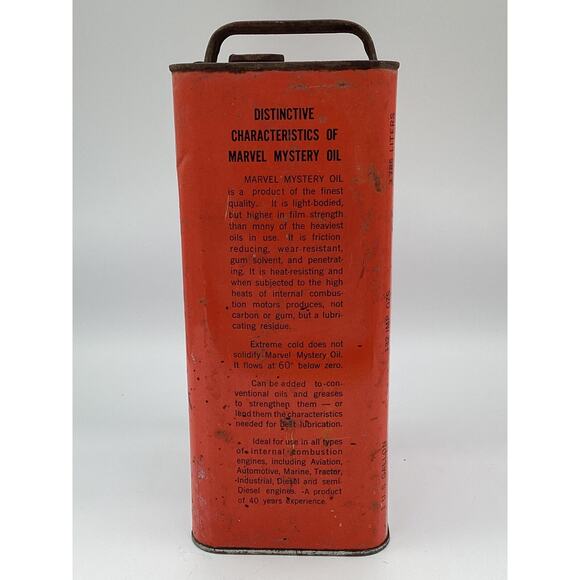 DISTINCTIVE
CHARACTERISTICS OF
MARVEL MYSTERY OIL
MARVEL MYSTERY OIL
is a product of the finest
quality. It is light-bodied,
but higher in film strength
than many of the heaviest
oils in use. It is friction
reducing, wear-resistant,
gum solvent, and penetrat-
ing. It is heat-resisting and
when subjected to the high
heats of internal combus-
tion motors produces, not
carbon or gum, but a lubri-
cating residue.
Extreme cold does not
solidify Marvel Mystery Oil.
It flows at 60° below zero.
Can be added to con-
ventional oils and greases
to strengthen them — or
lend them the characteristics
needed for best lubrication.
Ideal for use in all types
of internal combustion
engines, including Aviation,
Automotive, Marine, Tractor,
Industrial, Diesel and semi-
Diesel engines. A product
of 40 years experience.
3.785 LITERS
GALLON